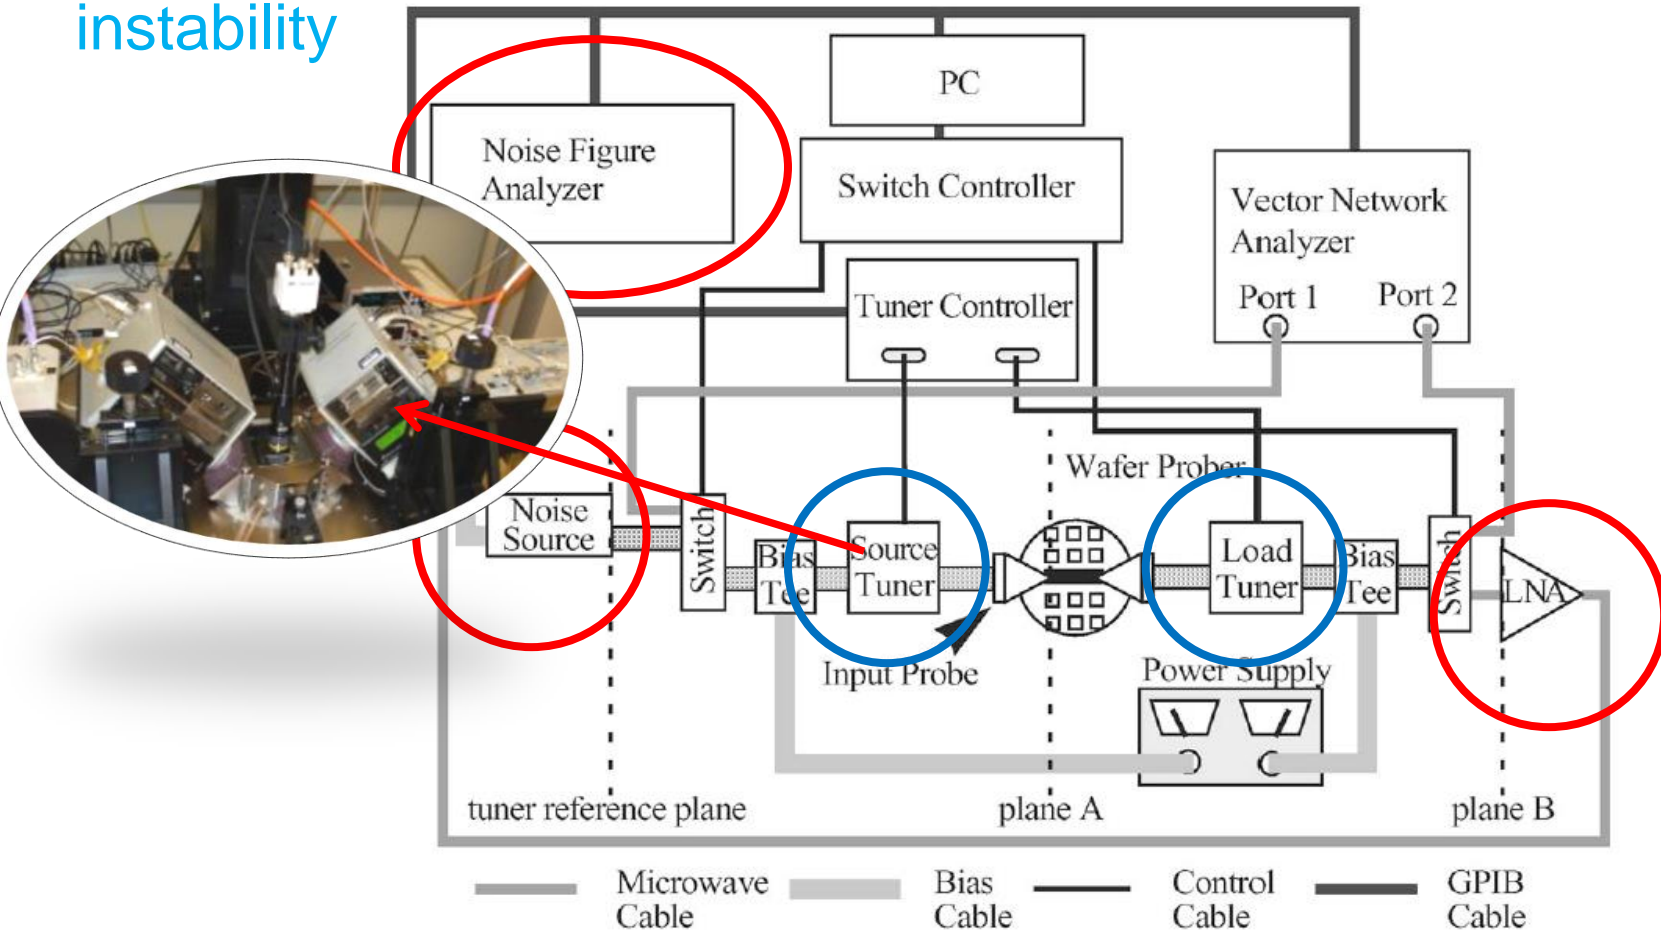 instability
PC
Noise Figure
Analyzer
Switch Controller
Vector Network
Analyzer
Port 1
Port 2
Tuner Controller
Wafer Prober
Noise
Source
Switch
Bias
Tee
Source
Tuner
Load
Tuner
Bias
Tee
Switch
LNA
Input Probe
Power Supply
tuner reference plane
plane A
plane B
Microwave
Cable
Bias
Cable
Control
Cable
GPIB
Cable